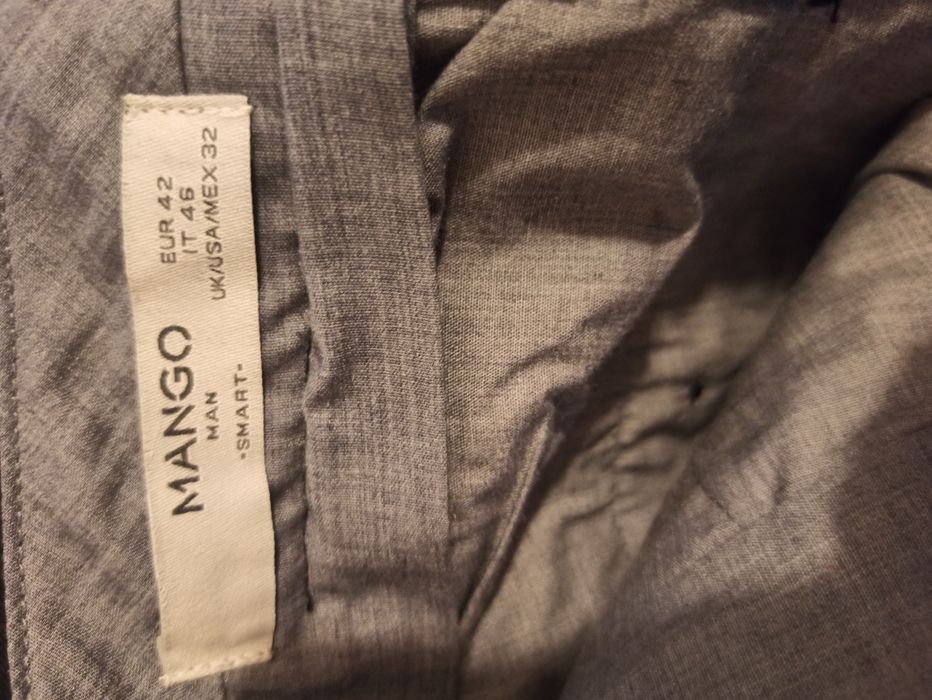 MANGO
MAN
-SMART-
EUR 42
IT 46
UK/USA/MEX 32